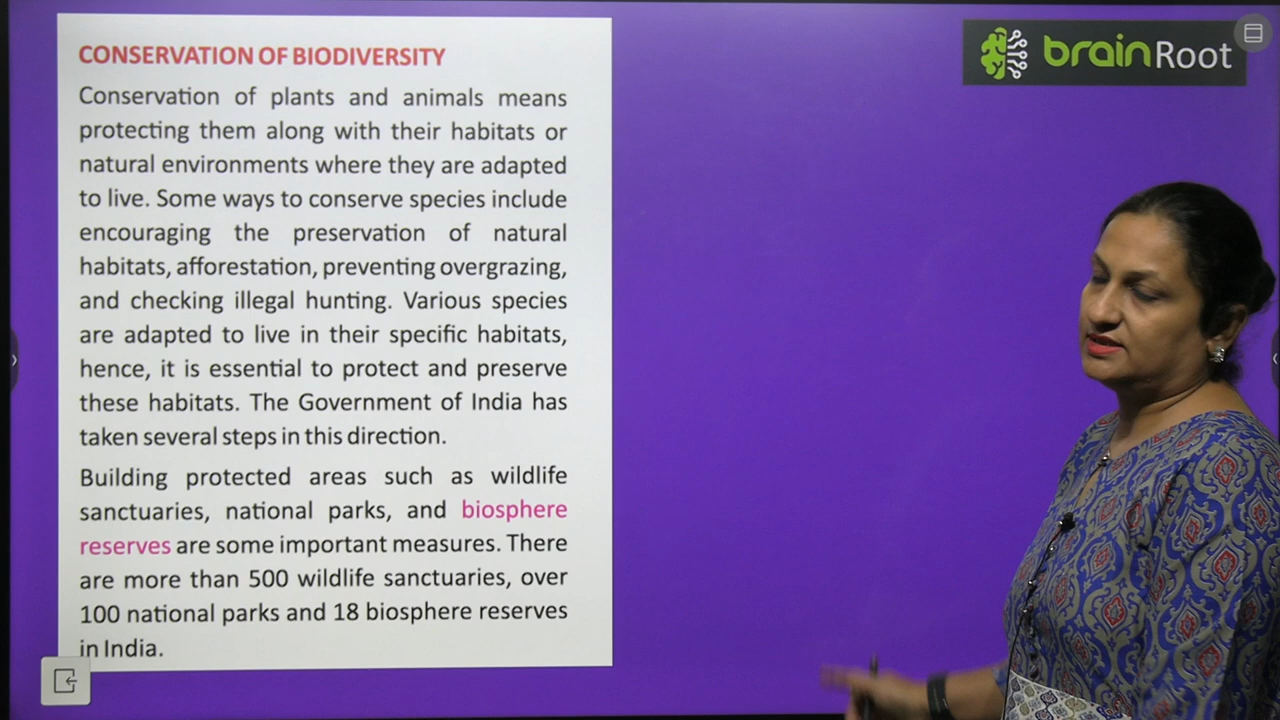 CONSERVATION OF BIODIVERSITY
Conservation of plants and animals means
protecting them along with their habitats or
natural environments where they are adapted
to live. Some ways to conserve species include
encouraging the preservation of natural
habitats, afforestation, preventing overgrazing,
and checking illegal hunting. Various species
are adapted to live in their specific habitats,
hence, it is essential to protect and preserve
these habitats. The Government of India has
taken several steps in this direction.
Building protected areas such as wildlife
sanctuaries, national parks, and biosphere
reserves are some important measures. There
are more than 500 wildlife sanctuaries, over
100 national parks and 18 biosphere reserves
in India.
brainRoot